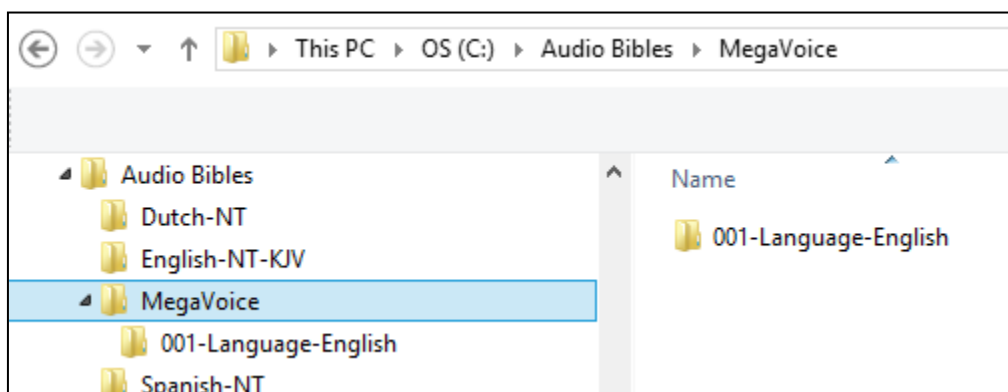 This PC OS (C:) Audio Bibles MegaVoice
Audio Bibles
Dutch-NT
English-NT-KJV
MegaVoice
001-Language-English
Spanish-NT
Name
001-Language-English